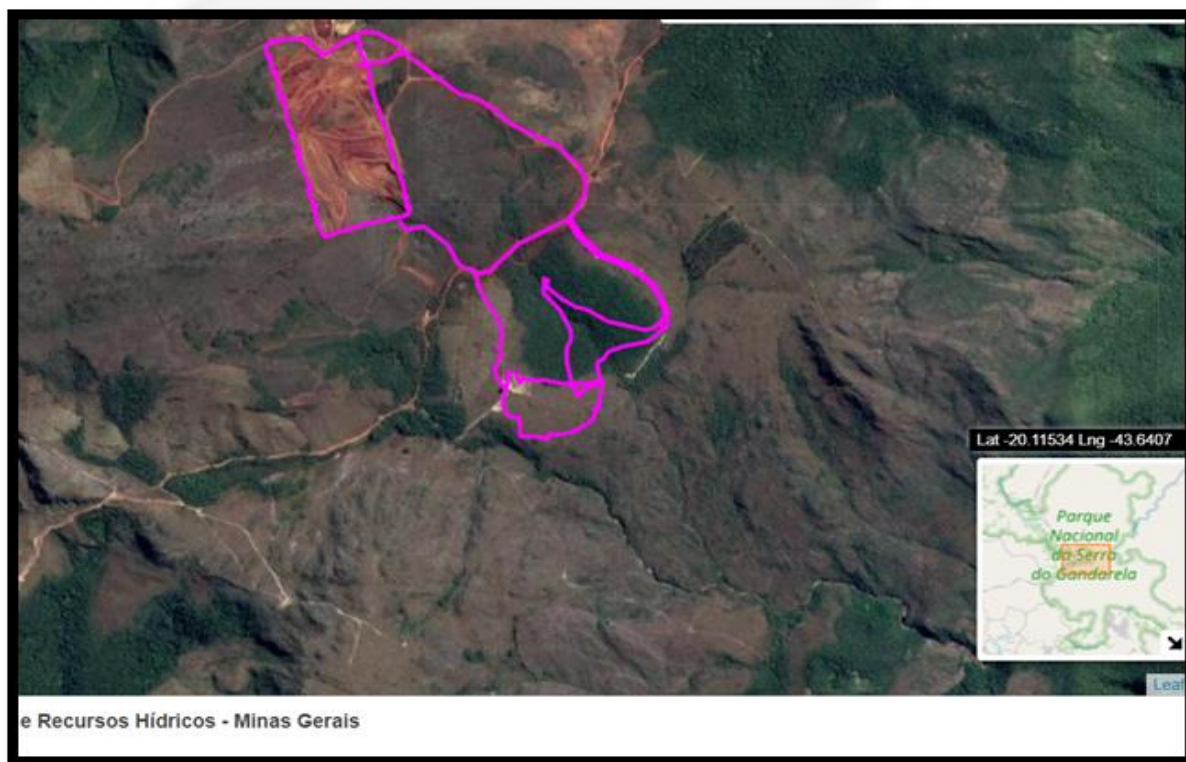 Lat -20.11534 Lng -43.6407
Parque
Nacional
da Serra
do Gandarela
Leaf
e Recursos Hídricos - Minas Gerais